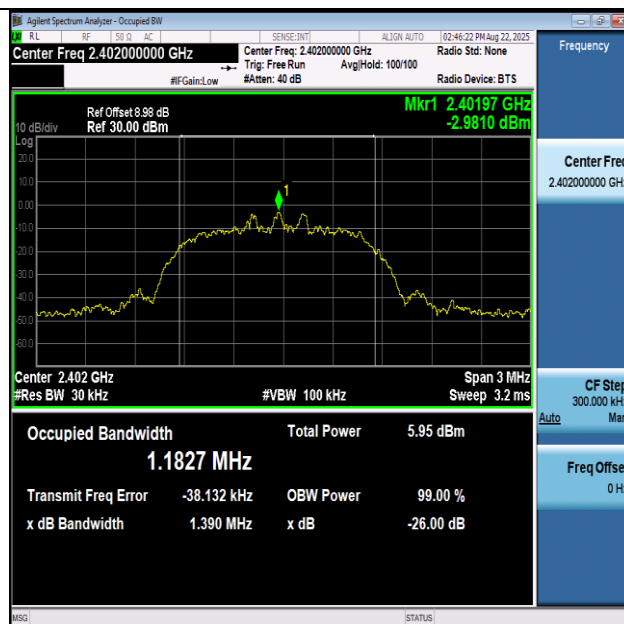 Agilent Spectrum Analyzer - Occupied BW
RL RF 50 Ω AC SENSE:INT ALIGN AUTO 02:46:22 PM Aug 22, 2025
Center Freq 2.402000000 GHz
Center Freq: 2.402000000 GHz
Radio Std: None
Trig: Free Run Avg|Hold: 100/100
#IFGain:Low #Atten: 40 dB Radio Device: BTS
Frequency
Mkr1 2.40197 GHz
-2.9810 dBm
Ref Offset 8.98 dB
10 dB/div Ref 30.00 dBm
Log
20.0
10.0
0.00
-10.0
-20.0
-30.0
-40.0
-50.0
-60.0
1
Center 2.402 GHz Span 3 MHz
#Res BW 30 kHz #VBW 100 kHz Sweep 3.2 ms
Occupied Bandwidth Total Power 5.95 dBm
1.1827 MHz
Transmit Freq Error -38.132 kHz OBW Power 99.00 %
x dB Bandwidth 1.390 MHz x dB -26.00 dB
Center Freq
2.402000000 GHz
CF Step
300.000 kHz
Auto Man
Freq Offset
0 Hz
MSG STATUS